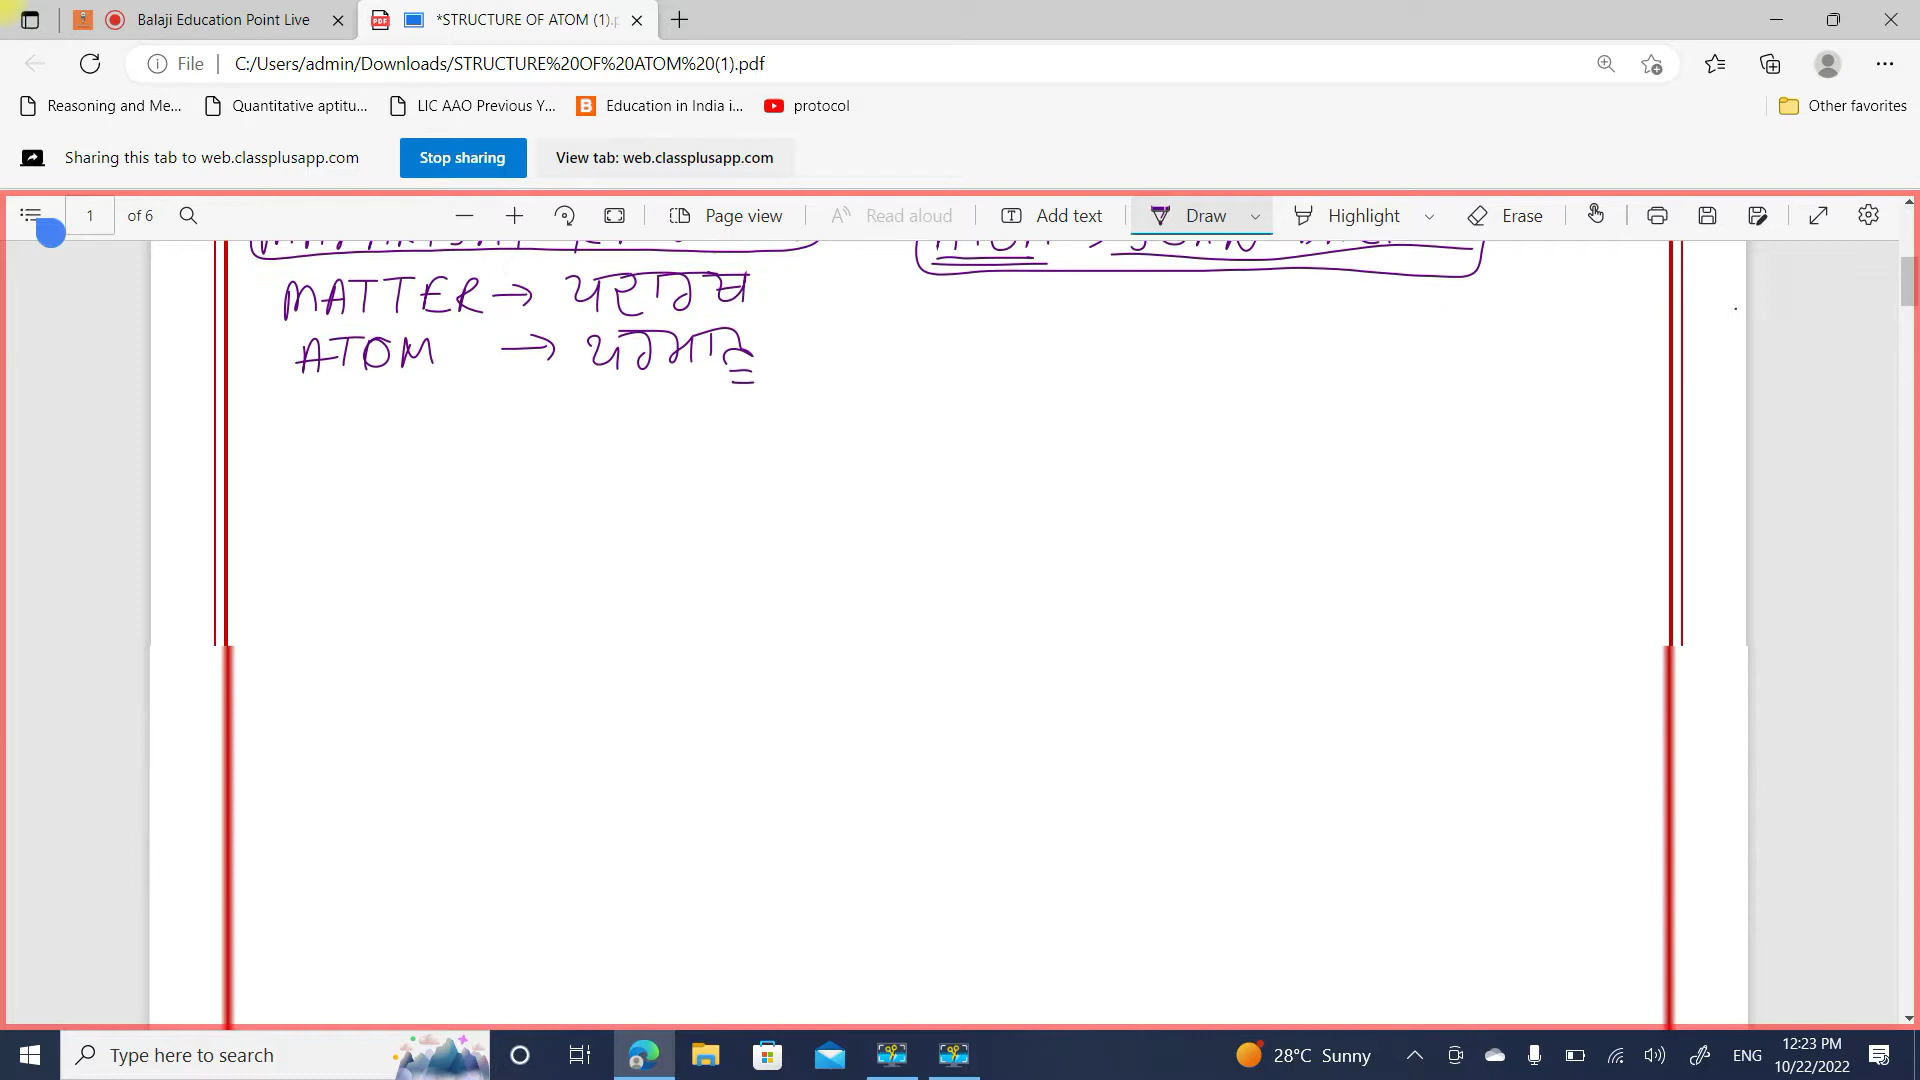 Balaji Education Point Live
*STRUCTURE OF ATOM (1).p
File
C:/Users/admin/Downloads/STRUCTURE%20OF%20ATOM%20(1).pdf
Reasoning and Me...
Quantitative aptitu...
LIC AAO Previous Y...
Education in India i...
protocol
Other favorites
Sharing this tab to web.classplusapp.com
Stop sharing
View tab: web.classplusapp.com
1 of 6
Page view
Read aloud
Add text
Draw
Highlight
Erase
MATTER →
ATOM →
Type here to search
28°C Sunny
ENG
12:23 PM
10/22/2022